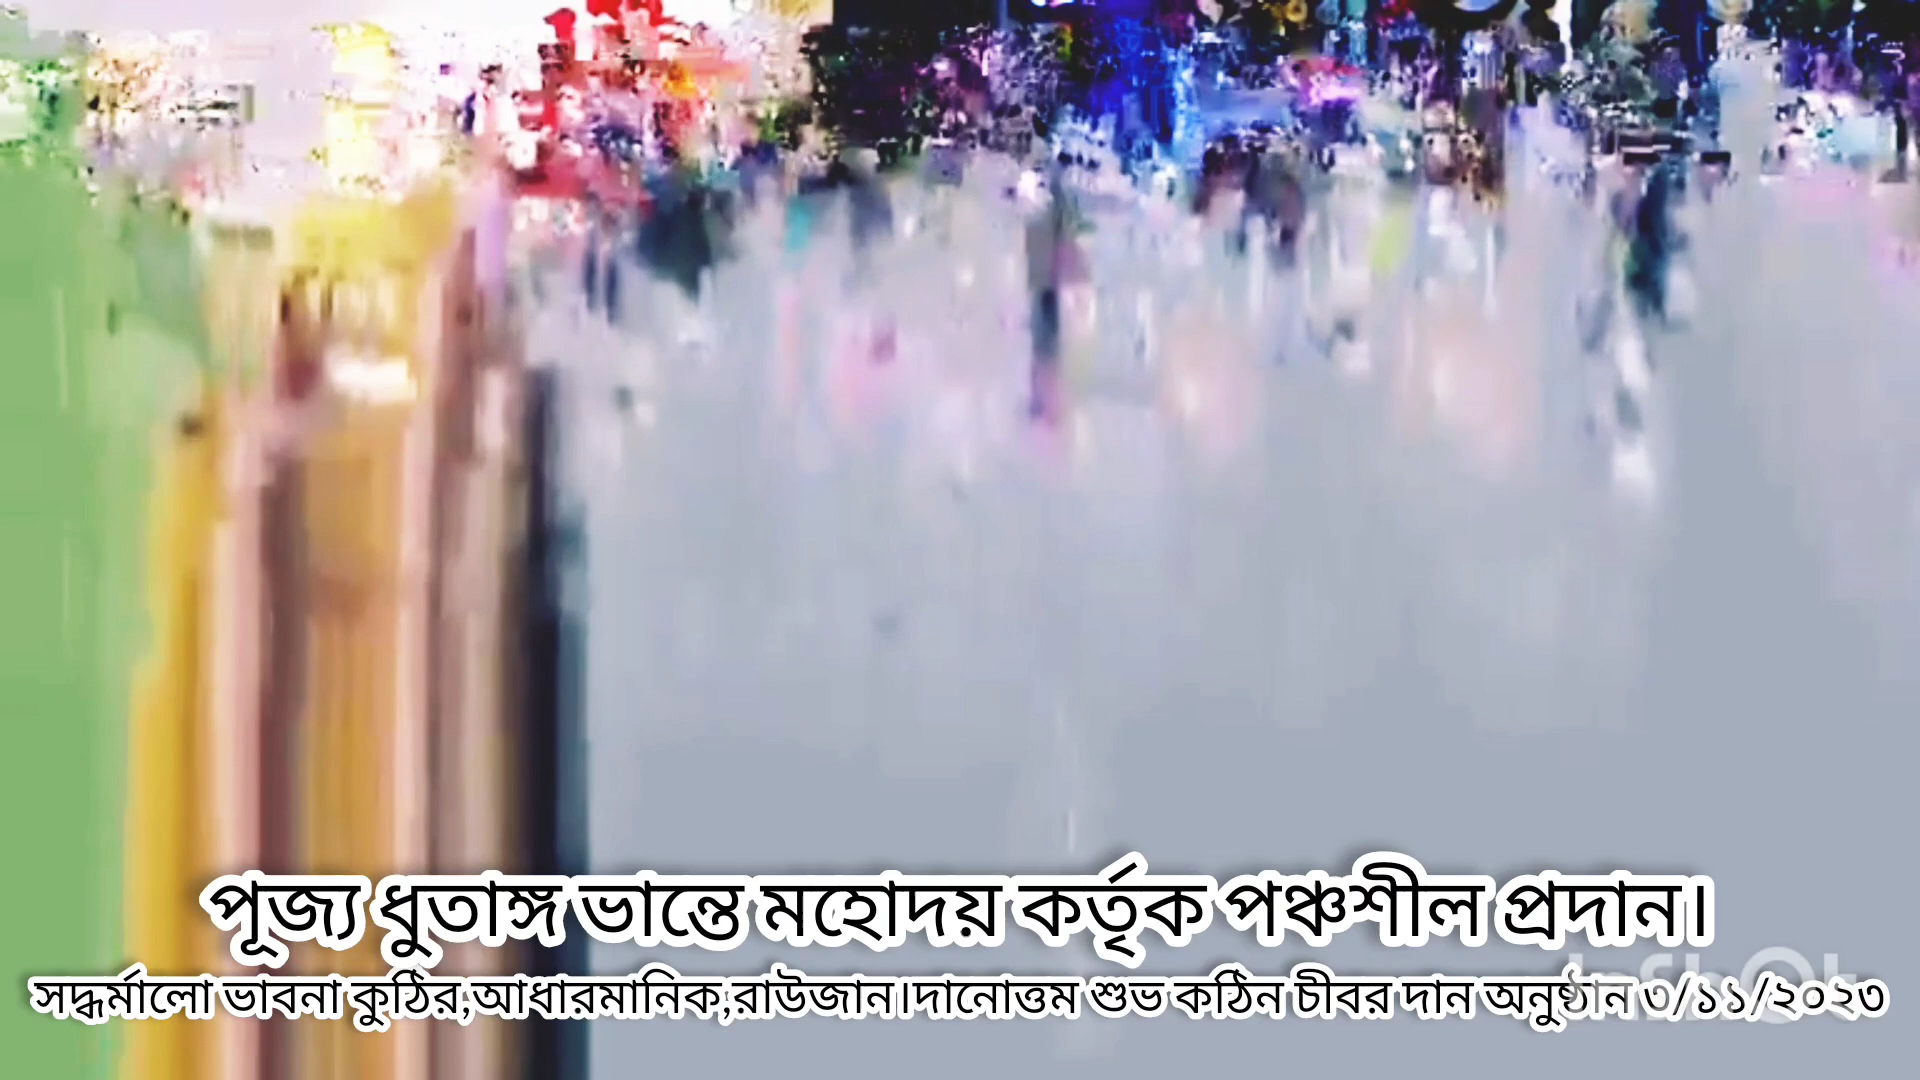 পূজ্য ধুতাঙ্গ ভান্তে মহোদয় কর্তৃক পঞ্চশীল প্রদান।
সদ্ধর্মালো ভাবনা কুঠির,আধারমানিক,রাউজান।দানোত্তম শুভ কঠিন চীবর দান অনুষ্ঠান ৩/১১/২০২৩
InShOt